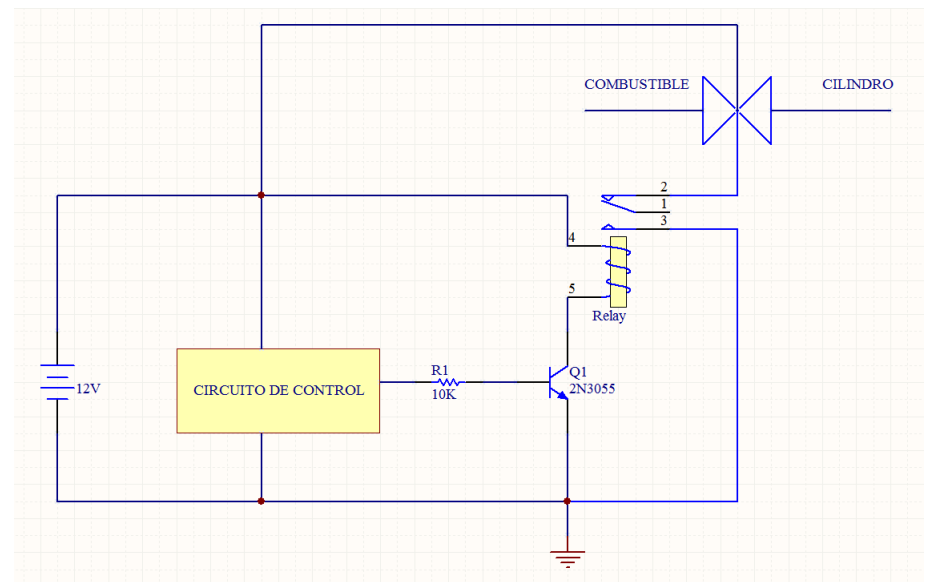 COMBUSTIBLE
CILINDRO
2
1
3
4
5
Relay
12V
CIRCUITO DE CONTROL
R1
10K
Q1
2N3055